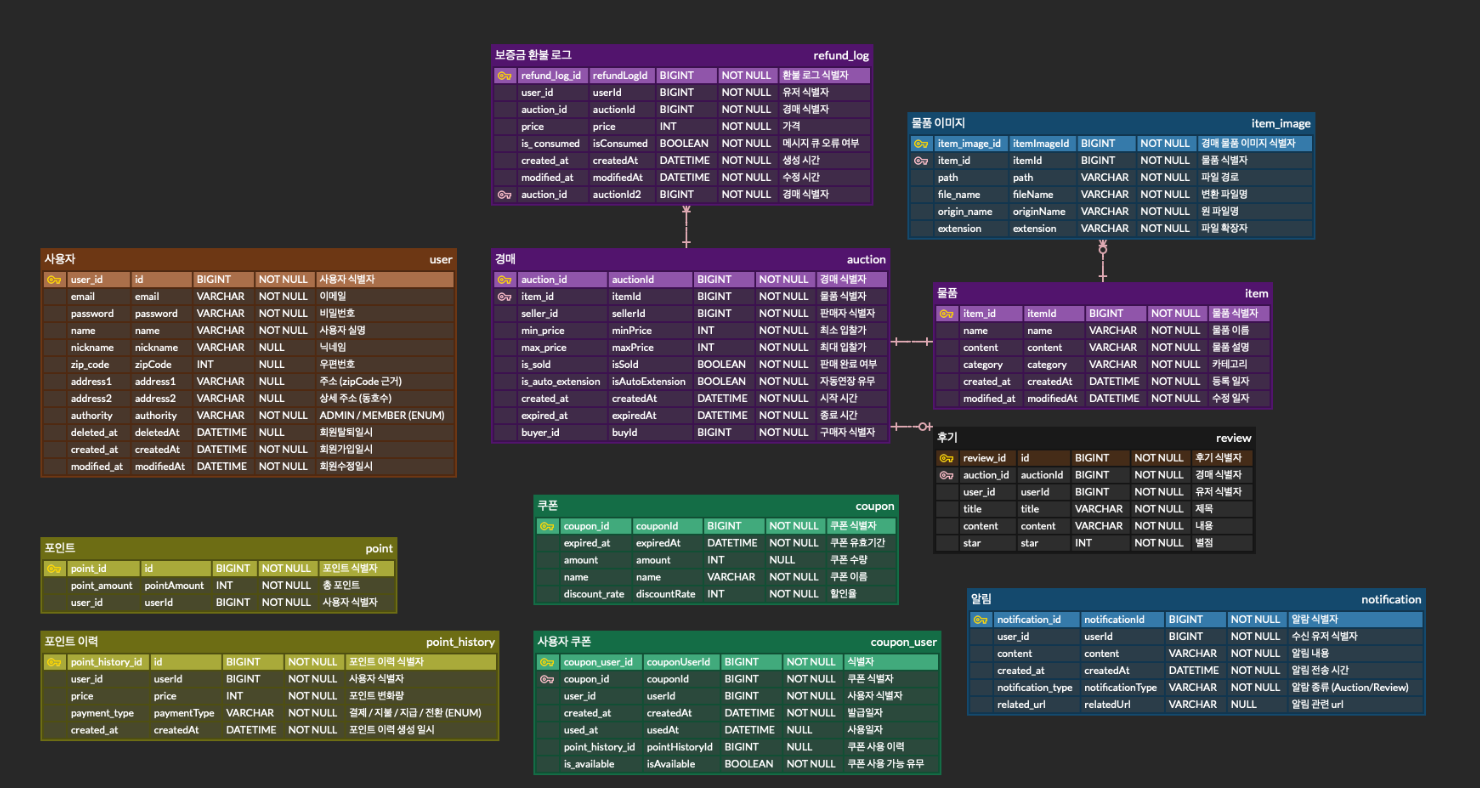 보증금 환불 로그 refund_log
refund_log_id refundLogId BIGINT NOT NULL 환불 로그 식별자
user_id userId BIGINT NOT NULL 유저 식별자
auction_id auctionId BIGINT NOT NULL 경매 식별자
price price INT NOT NULL 가격
is_consumed isConsumed BOOLEAN NOT NULL 메시지 큐 오류 여부
created_at createdAt DATETIME NOT NULL 생성 시간
modified_at modifiedAt DATETIME NOT NULL 수정 시간
auction_id auctionId2 BIGINT NOT NULL 경매 식별자
물품 이미지 item_image
item_image_id itemImageId BIGINT NOT NULL 경매 물품 이미지 식별자
item_id itemId BIGINT NOT NULL 물품 식별자
path path VARCHAR NOT NULL 파일 경로
file_name fileName VARCHAR NOT NULL 변환 파일명
origin_name originName VARCHAR NOT NULL 원 파일명
extension extension VARCHAR NOT NULL 파일 확장자
사용자 user
user_id id BIGINT NOT NULL 사용자 식별자
email email VARCHAR NOT NULL 이메일
password password VARCHAR NOT NULL 비밀번호
name name VARCHAR NOT NULL 사용자 실명
nickname nickname VARCHAR NULL 닉네임
zip_code zipCode INT NULL 우편번호
address1 address1 VARCHAR NULL 주소 (zipCode 근거)
address2 address2 VARCHAR NULL 상세 주소 (동호수)
authority authority VARCHAR NOT NULL ADMIN / MEMBER (ENUM)
deleted_at deletedAt DATETIME NULL 회원탈퇴일시
created_at createdAt DATETIME NOT NULL 회원가입일시
modified_at modifiedAt DATETIME NOT NULL 회원수정일시
경매 auction
auction_id auctionId BIGINT NOT NULL 경매 식별자
item_id itemId BIGINT NOT NULL 물품 식별자
seller_id sellerId BIGINT NOT NULL 판매자 식별자
min_price minPrice INT NOT NULL 최소 입찰가
max_price maxPrice INT NOT NULL 최대 입찰가
is_sold isSold BOOLEAN NOT NULL 판매 완료 여부
is_auto_extension isAutoExtension BOOLEAN NOT NULL 자동연장 유무
created_at createdAt DATETIME NOT NULL 시작 시간
expired_at expiredAt DATETIME NOT NULL 종료 시간
buyer_id buyId BIGINT NOT NULL 구매자 식별자
물품 item
item_id itemId BIGINT NOT NULL 물품 식별자
name name VARCHAR NOT NULL 물품 이름
content content VARCHAR NOT NULL 물품 설명
category category VARCHAR NOT NULL 카테고리
created_at createdAt DATETIME NOT NULL 등록 일자
modified_at modifiedAt DATETIME NOT NULL 수정 일자
후기 review
review_id id BIGINT NOT NULL 후기 식별자
auction_id auctionId BIGINT NOT NULL 경매 식별자
user_id userId BIGINT NOT NULL 유저 식별자
title title VARCHAR NOT NULL 제목
content content VARCHAR NOT NULL 내용
star star INT NOT NULL 별점
쿠폰 coupon
coupon_id couponId BIGINT NOT NULL 쿠폰 식별자
expired_at expiredAt DATETIME NOT NULL 쿠폰 유효기간
amount amount INT NULL 쿠폰 수량
name name VARCHAR NOT NULL 쿠폰 이름
discount_rate discountRate INT NOT NULL 할인율
포인트 point
point_id id BIGINT NOT NULL 포인트 식별자
point_amount pointAmount INT NOT NULL 총 포인트
user_id userId BIGINT NOT NULL 사용자 식별자
알림 notification
notification_id notificationId BIGINT NOT NULL 알람 식별자
user_id userId BIGINT NOT NULL 수신 유저 식별자
content content VARCHAR NOT NULL 알림 내용
created_at createdAt DATETIME NOT NULL 알림 전송 시간
notification_type notificationType VARCHAR NOT NULL 알람 종류 (Auction/Review)
related_url relatedUrl VARCHAR NULL 알림 관련 url
포인트 이력 point_history
point_history_id id BIGINT NOT NULL 포인트 이력 식별자
user_id userId BIGINT NOT NULL 사용자 식별자
price price INT NOT NULL 포인트 변화량
payment_type paymentType VARCHAR NOT NULL 결제 / 지불 / 지급 / 전환 (ENUM)
created_at createdAt DATETIME NOT NULL 포인트 이력 생성 일시
사용자 쿠폰 coupon_user
coupon_user_id couponUserId BIGINT NOT NULL 식별자
coupon_id couponId BIGINT NOT NULL 쿠폰 식별자
user_id userId BIGINT NOT NULL 사용자 식별자
created_at createdAt DATETIME NOT NULL 발급일자
used_at usedAt DATETIME NULL 사용일자
point_history_id pointHistoryId BIGINT NULL 쿠폰 사용 이력
is_available isAvailable BOOLEAN NOT NULL 쿠폰 사용 가능 유무